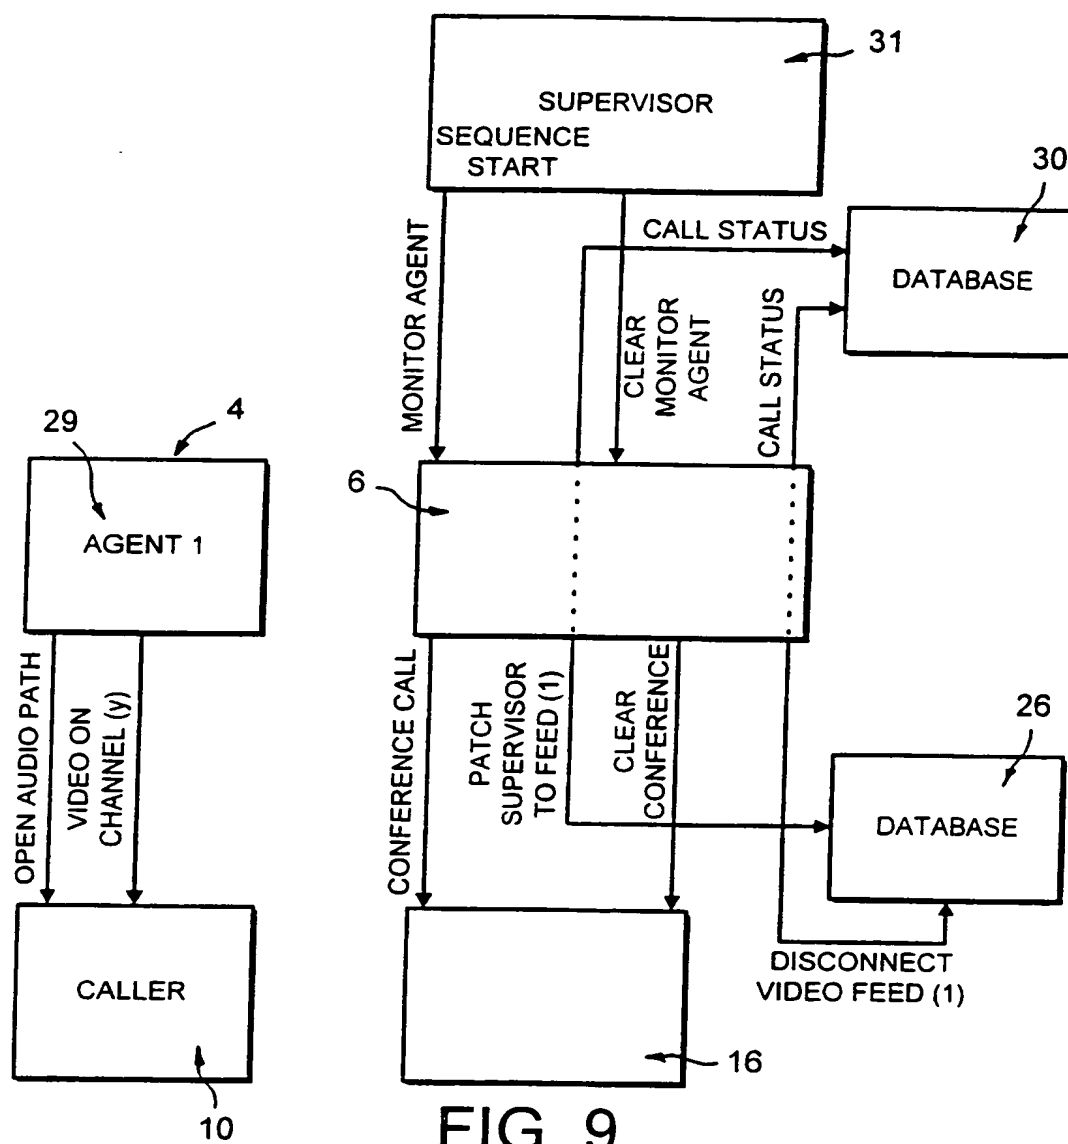 31
SUPERVISOR
SEQUENCE
START
30
MONITOR AGENT
CALL STATUS
DATABASE
CLEAR
MONITOR
AGENT
CALL STATUS
4
29
AGENT 1
6
OPEN AUDIO PATH
VIDEO ON
CHANNEL (y)
CONFERENCE CALL
PATCH
SUPERVISOR
TO FEED (1)
CLEAR
CONFERENCE
26
DATABASE
CALLER
DISCONNECT
VIDEO FEED (1)
16
10
FIG. 9